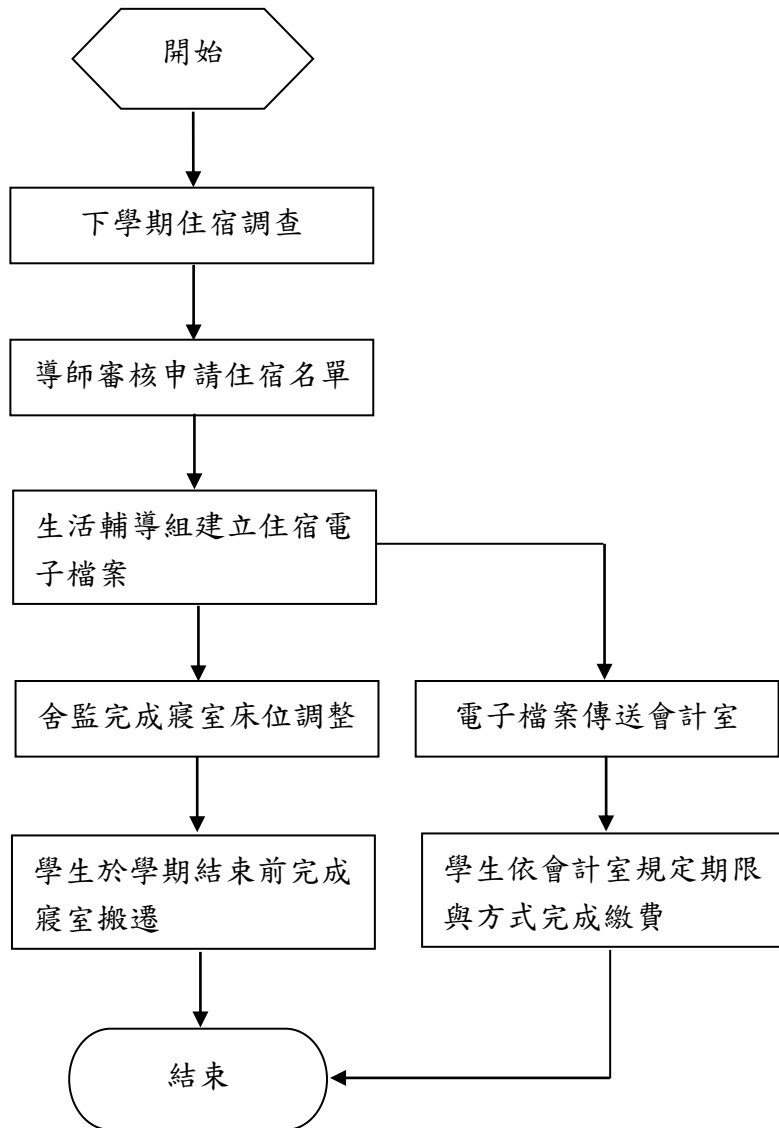 開始
下學期住宿調查
導師審核申請住宿名單
生活輔導組建立住宿電
子檔案
舍監完成寢室床位調整
電子檔案傳送會計室
學生於學期結束前完成
寢室搬遷
學生依會計室規定期限
與方式完成繳費
結束